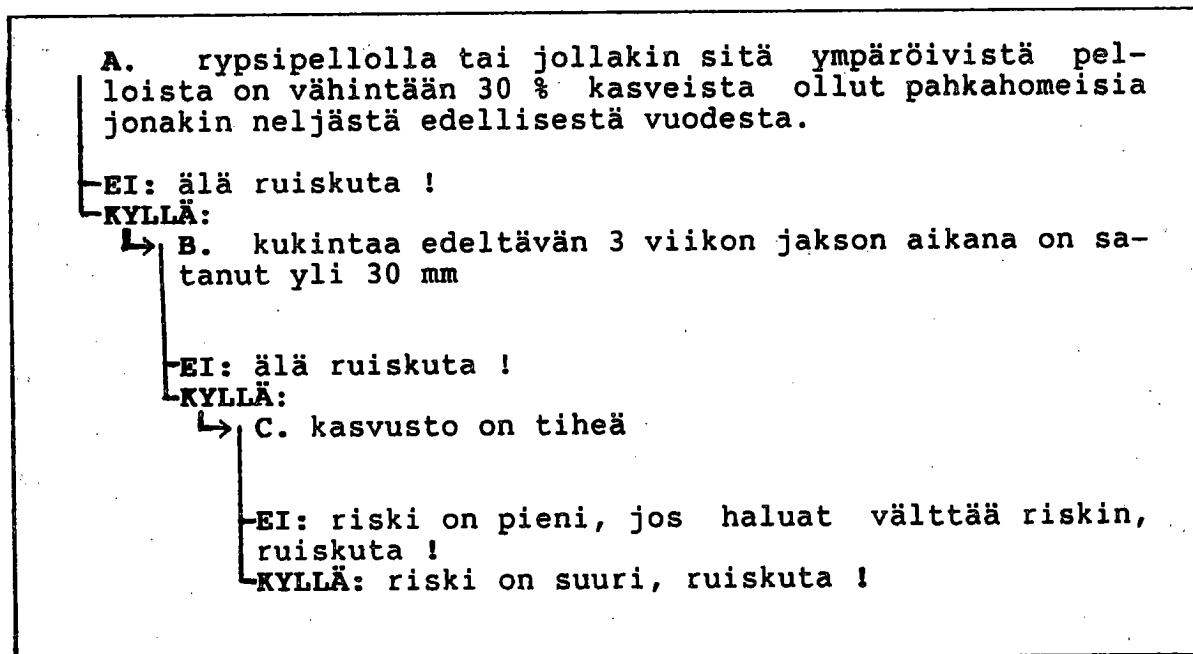 A. rypsipellolla tai jollakin sitä ympäröivistä pel-
loista on vähintään 30 % kasveista ollut pahkahomeisia
jonakin neljästä edellisestä vuodesta.
EI: älä ruiskuta !
KYLLÄ:
B. kukintaa edeltävän 3 viikon jakson aikana on sa-
tanut yli 30 mm
EI: älä ruiskuta !
KYLLÄ:
C. kasvusto on tiheä
EI: riski on pieni, jos haluat välttää riskin,
ruiskuta !
KYLLÄ: riski on suuri, ruiskuta !